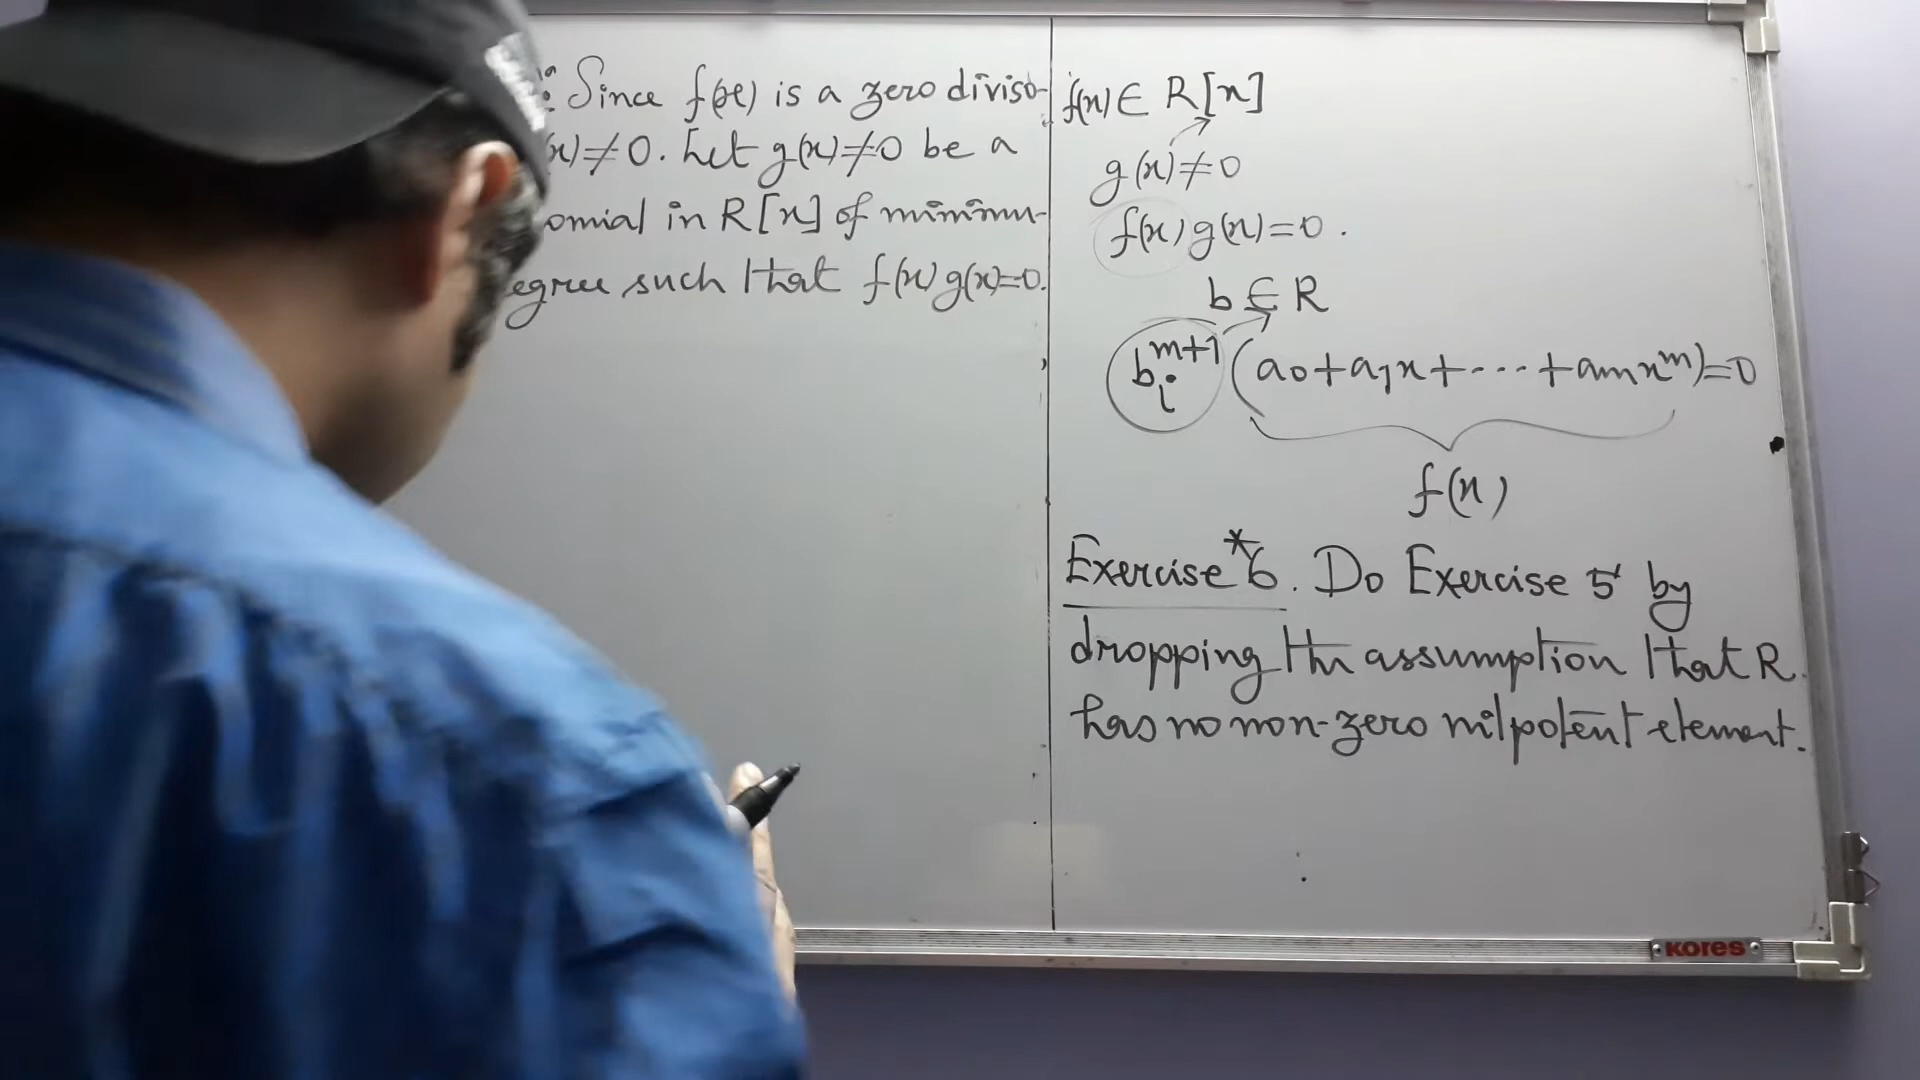 : Since f(x) is a zero diviso-
(x)≠0. Let g(x)≠0 be a
omial in R[x] of minimu-
egree such that f(x)g(x)=0.
f(x) ∈ R[x]
g(x)≠0
f(x)g(x)=0.
b ∈ R
b_i^{m+1} (a0+a1x+---+amx^m)=0
f(x)
Exercise *6. Do Exercise 5 by
dropping the assumption that R
has no non-zero nilpotent element.
KORES